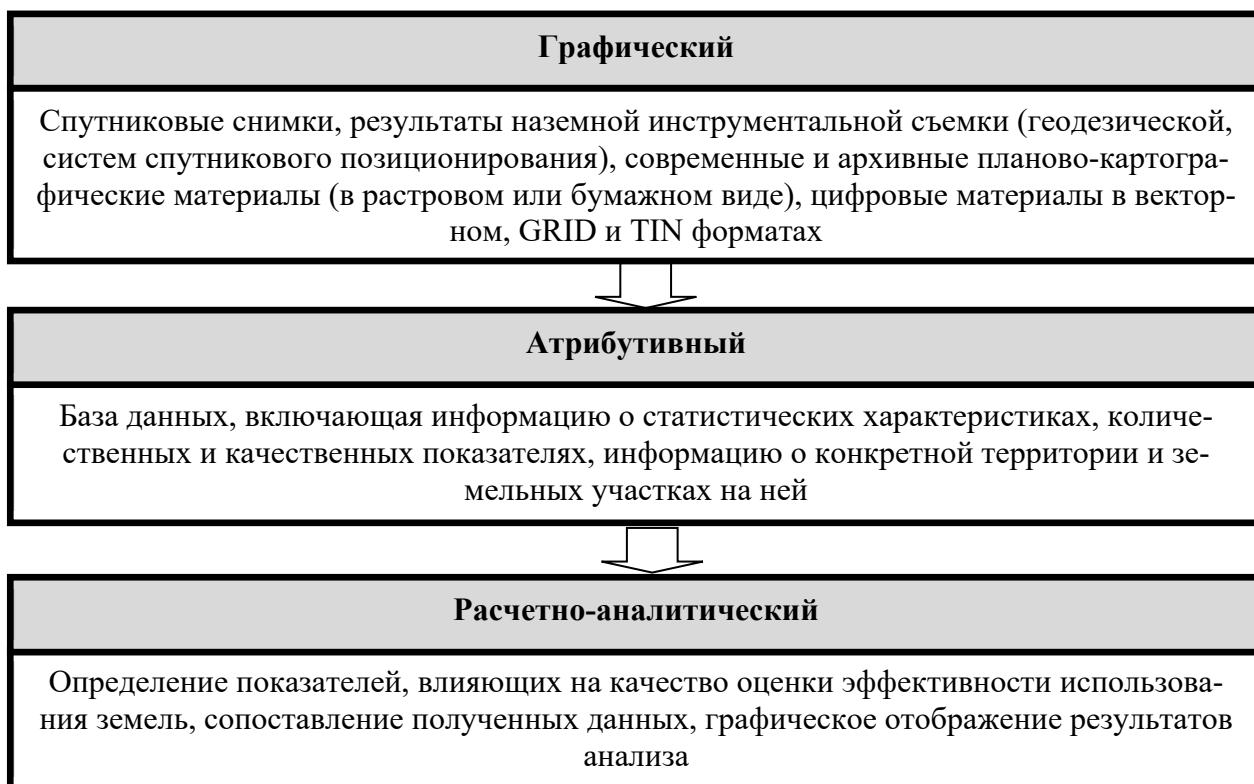 Графический
Спутниковые снимки, результаты наземной инструментальной съемки (геодезической,
систем спутникового позиционирования), современные и архивные планово-картогра-
фические материалы (в растровом или бумажном виде), цифровые материалы в вектор-
ном, GRID и TIN форматах
Атрибутивный
База данных, включающая информацию о статистических характеристиках, количе-
ственных и качественных показателях, информацию о конкретной территории и зе-
мельных участках на ней
Расчетно-аналитический
Определение показателей, влияющих на качество оценки эффективности использова-
ния земель, сопоставление полученных данных, графическое отображение результатов
анализа